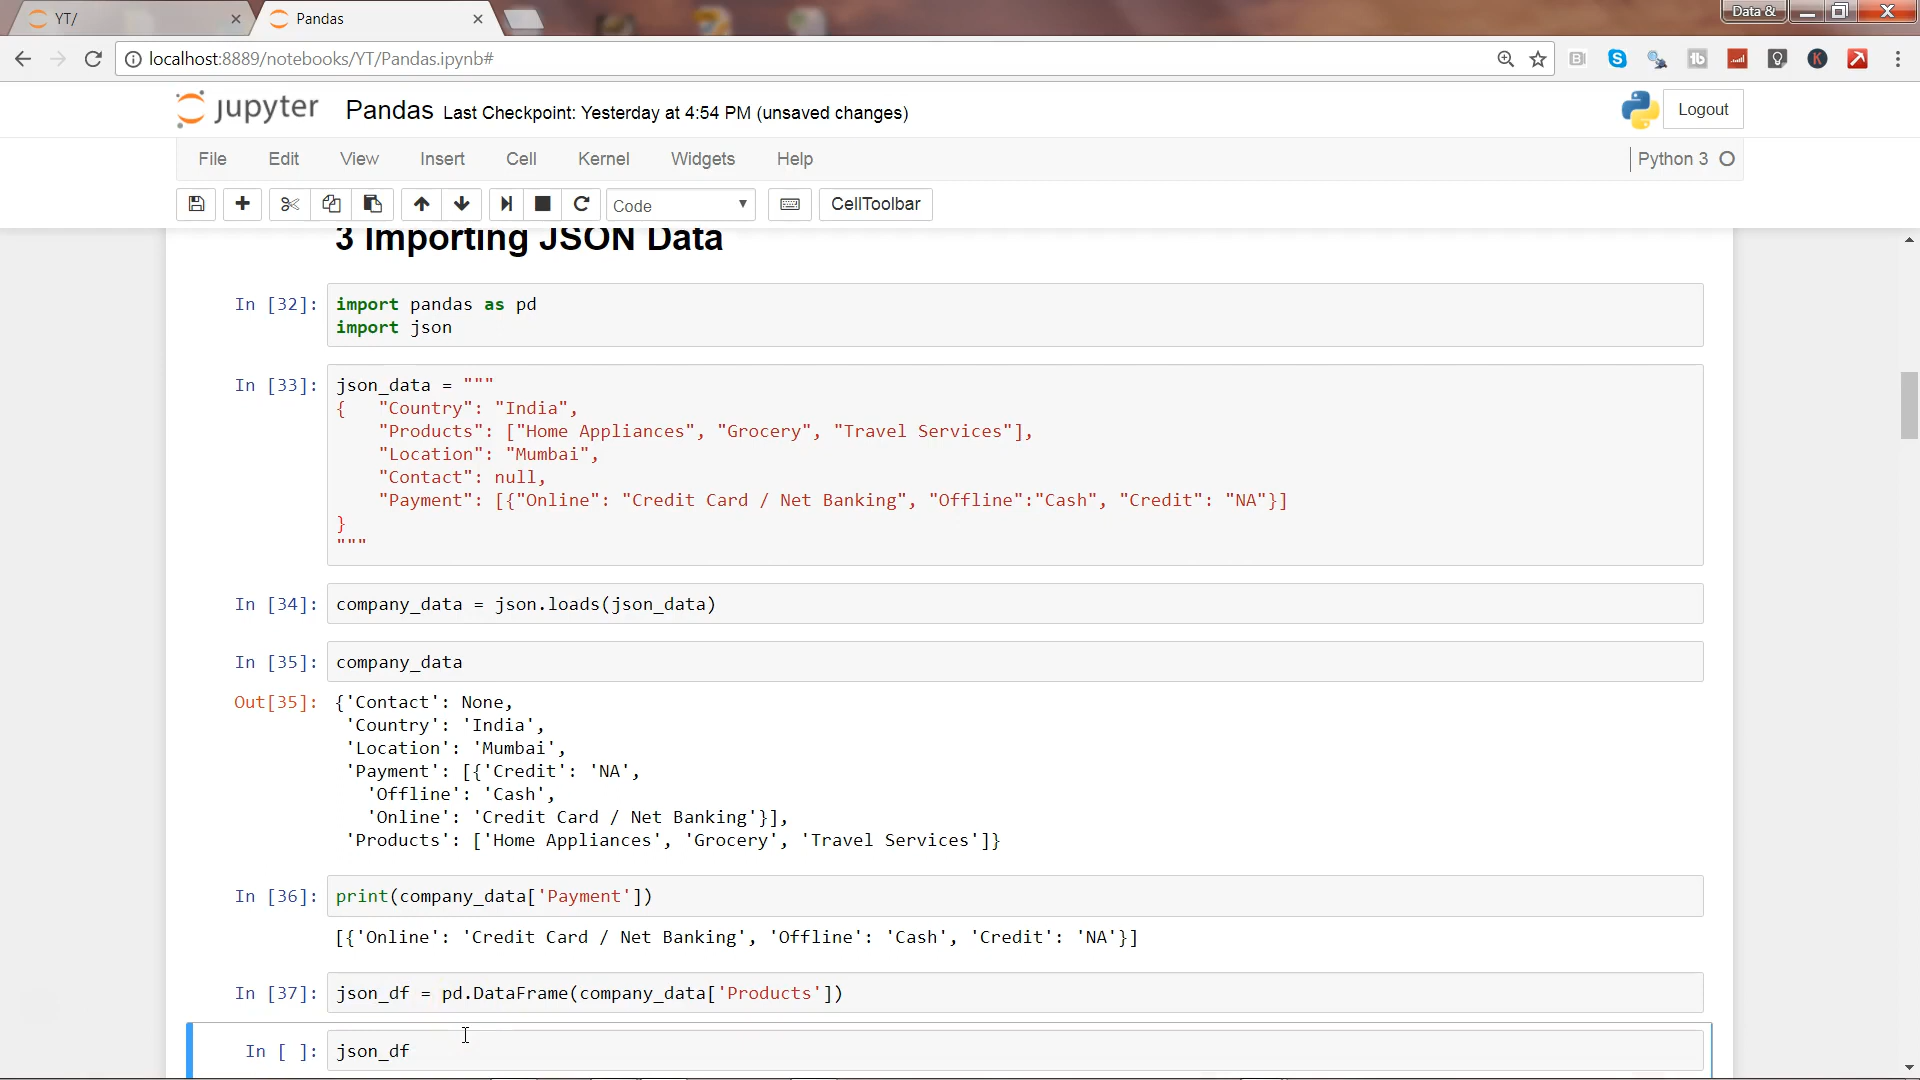 YT/
Pandas
Data &
localhost:8889/notebooks/YT/Pandas.ipynb#
jupyter Pandas Last Checkpoint: Yesterday at 4:54 PM (unsaved changes)
Logout
File Edit View Insert Cell Kernel Widgets Help
Python 3
Code
CellToolbar
3 Importing JSON Data
In [32]: import pandas as pd
import json
In [33]: json_data = """
{   "Country": "India",
    "Products": ["Home Appliances", "Grocery", "Travel Services"],
    "Location": "Mumbai",
    "Contact": null,
    "Payment": [{"Online": "Credit Card / Net Banking", "Offline":"Cash", "Credit": "NA"}]
}
"""
In [34]: company_data = json.loads(json_data)
In [35]: company_data
Out[35]: {'Contact': None,
 'Country': 'India',
 'Location': 'Mumbai',
 'Payment': [{'Credit': 'NA',
   'Offline': 'Cash',
   'Online': 'Credit Card / Net Banking'}],
 'Products': ['Home Appliances', 'Grocery', 'Travel Services']}
In [36]: print(company_data['Payment'])
[{'Online': 'Credit Card / Net Banking', 'Offline': 'Cash', 'Credit': 'NA'}]
In [37]: json_df = pd.DataFrame(company_data['Products'])
In [ ]: json_df